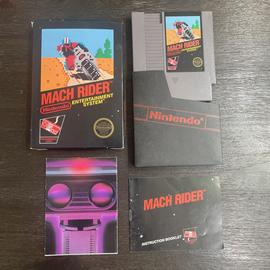 MACH RIDER
Nintendo
ENTERTAINMENT
SYSTEM
MACH RIDER
Nintendo
MACH RIDER
INSTRUCTION BOOKLET